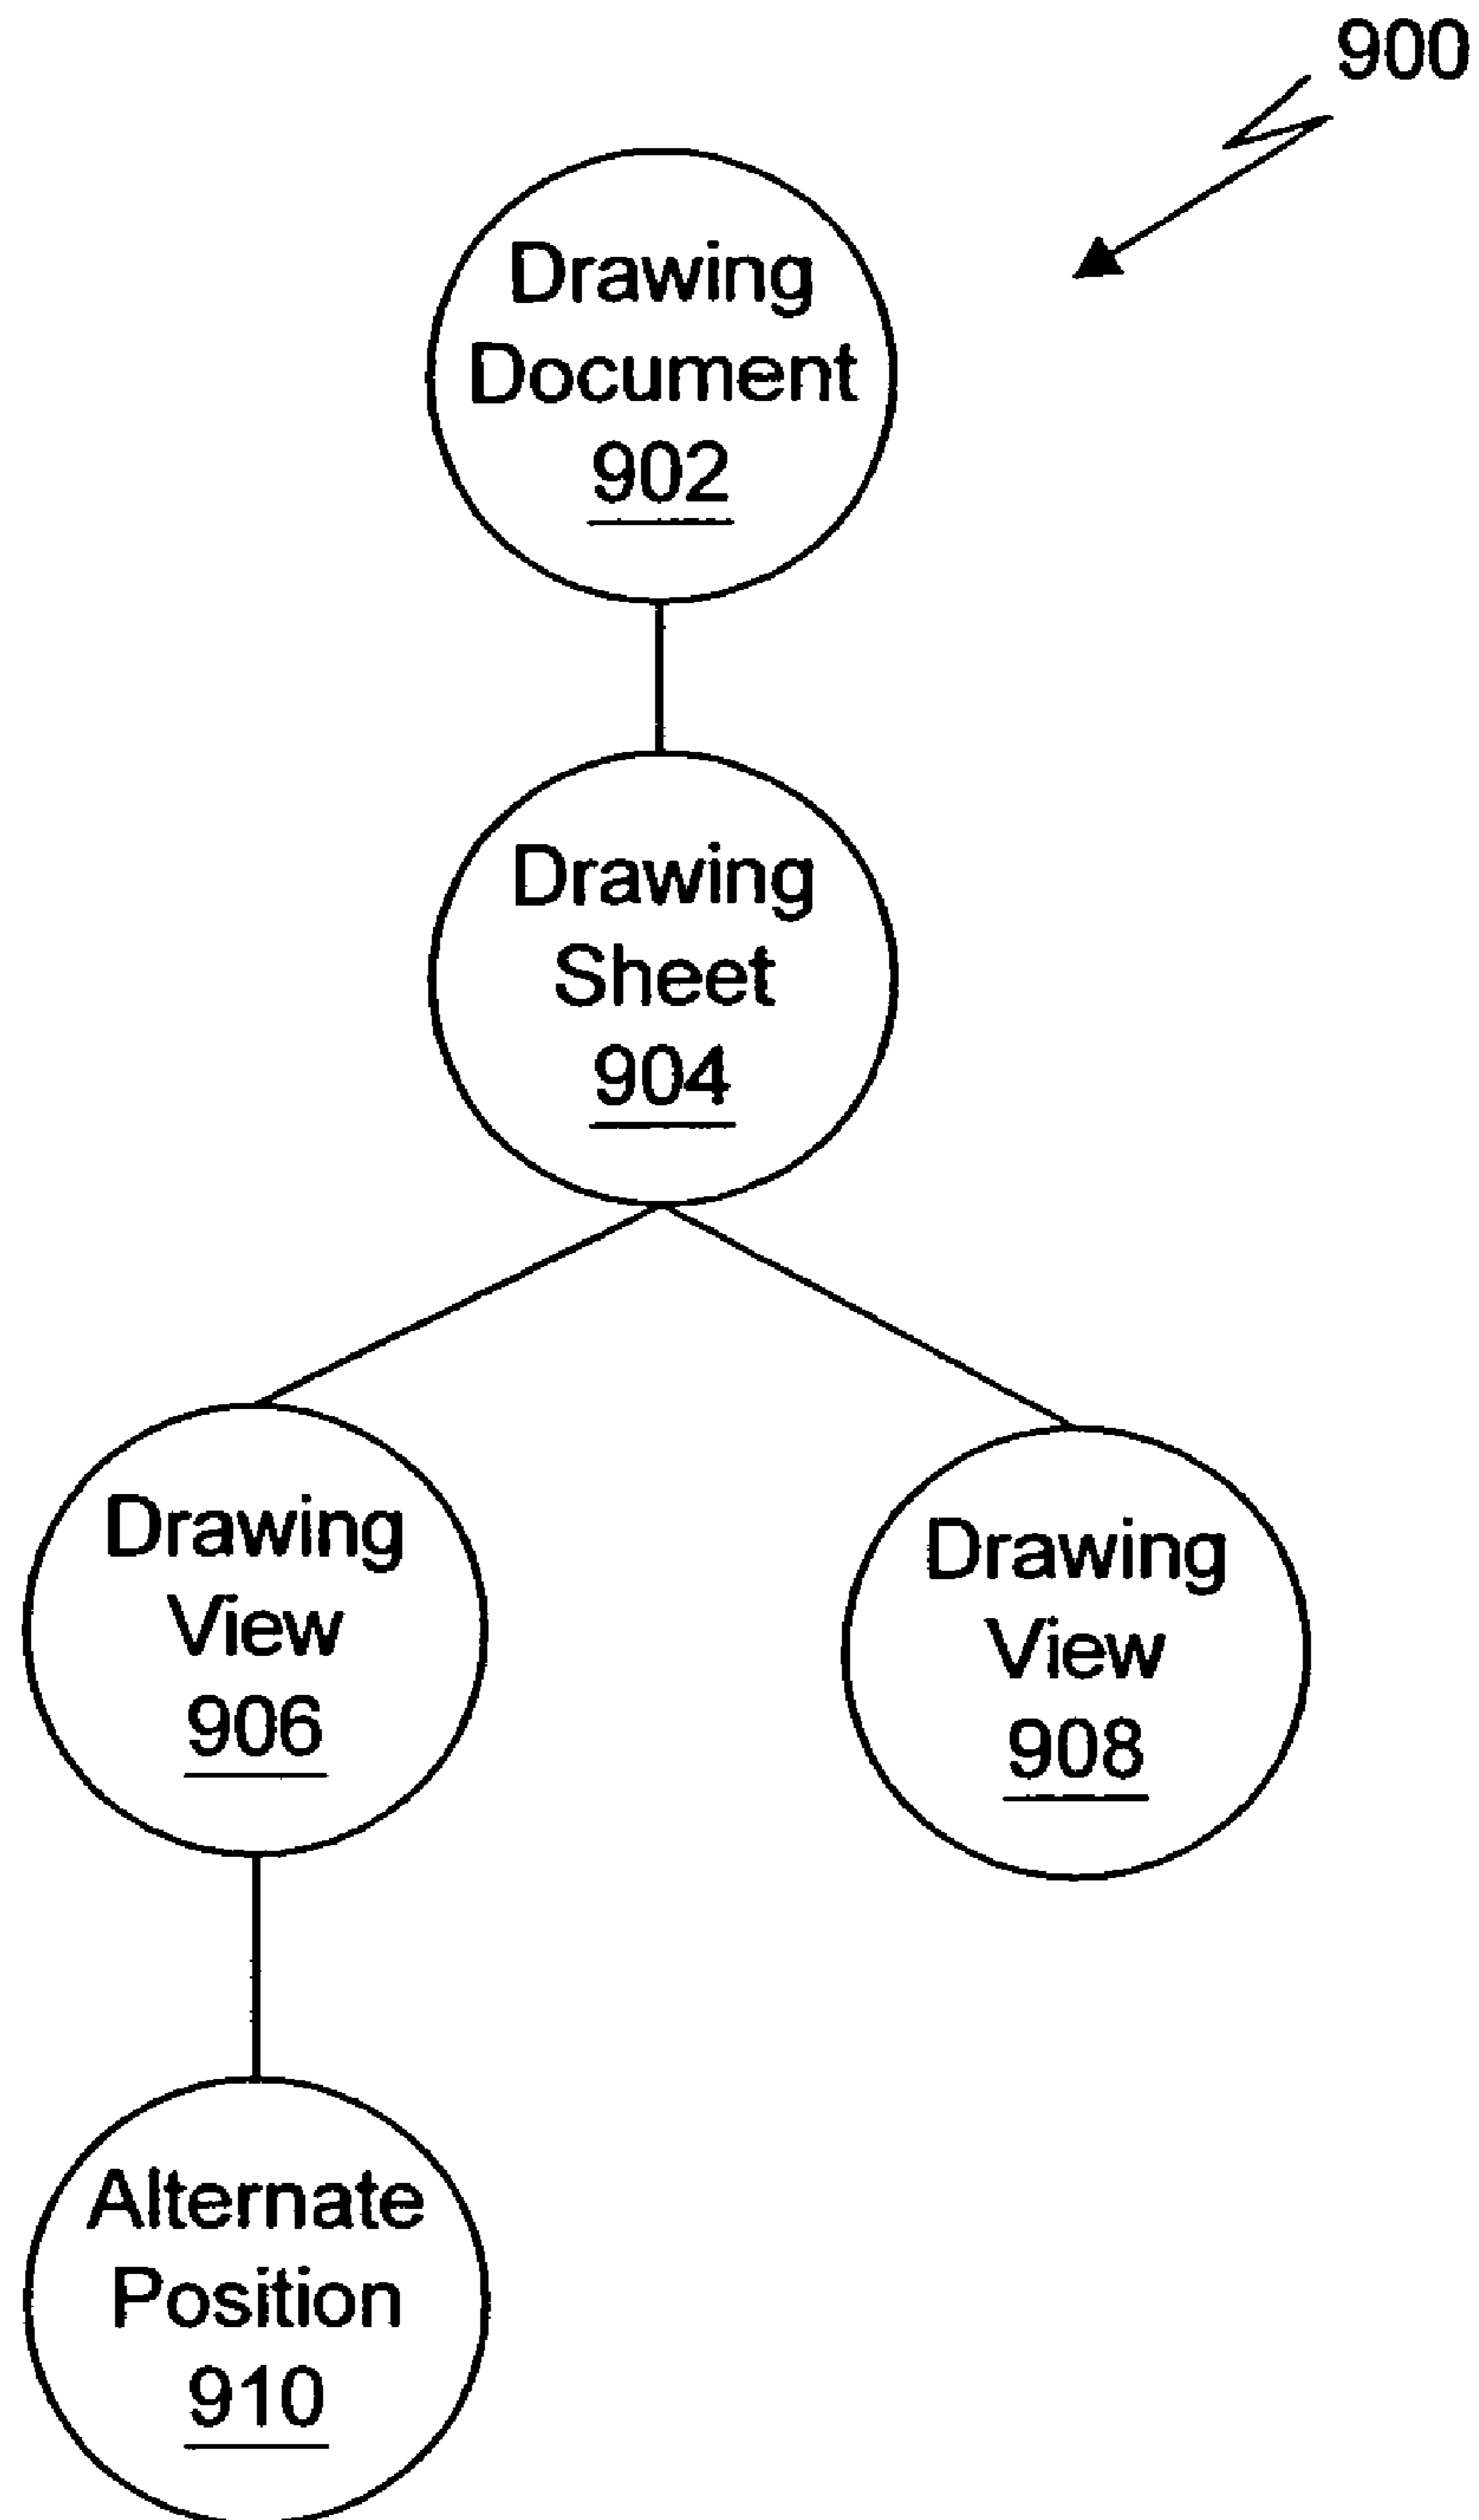 900
Drawing
Document
902
Drawing
Sheet
904
Drawing
View
906
Drawing
View
908
Alternate
Position
910